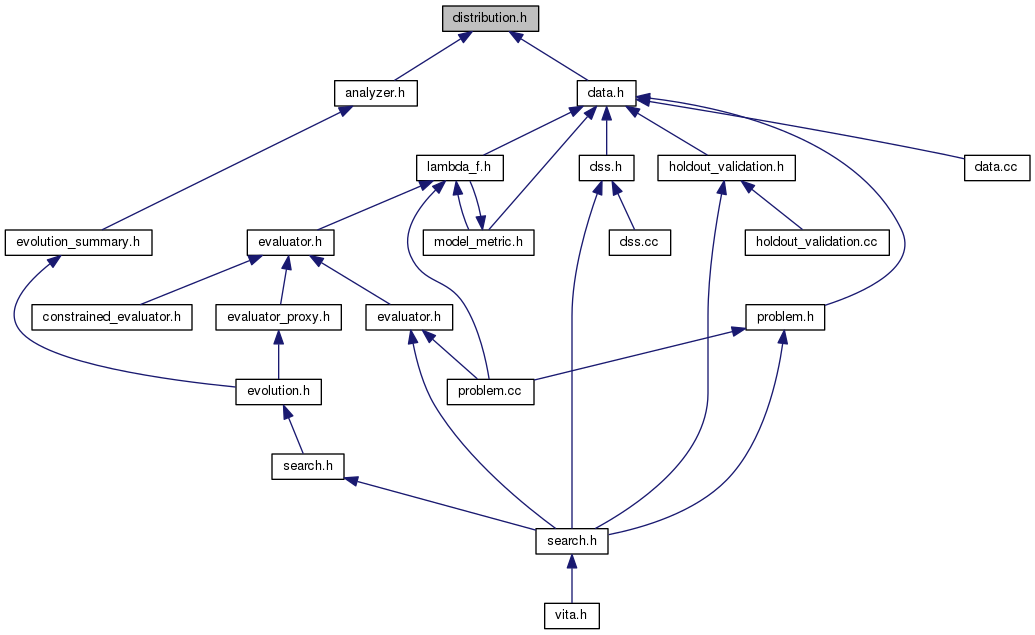 distribution.h
analyzer.h
data.h
lambda_f.h
dss.h
holdout_validation.h
data.cc
evolution_summary.h
evaluator.h
model_metric.h
dss.cc
holdout_validation.cc
constrained_evaluator.h
evaluator_proxy.h
evaluator.h
problem.h
evolution.h
problem.cc
search.h
search.h
vita.h